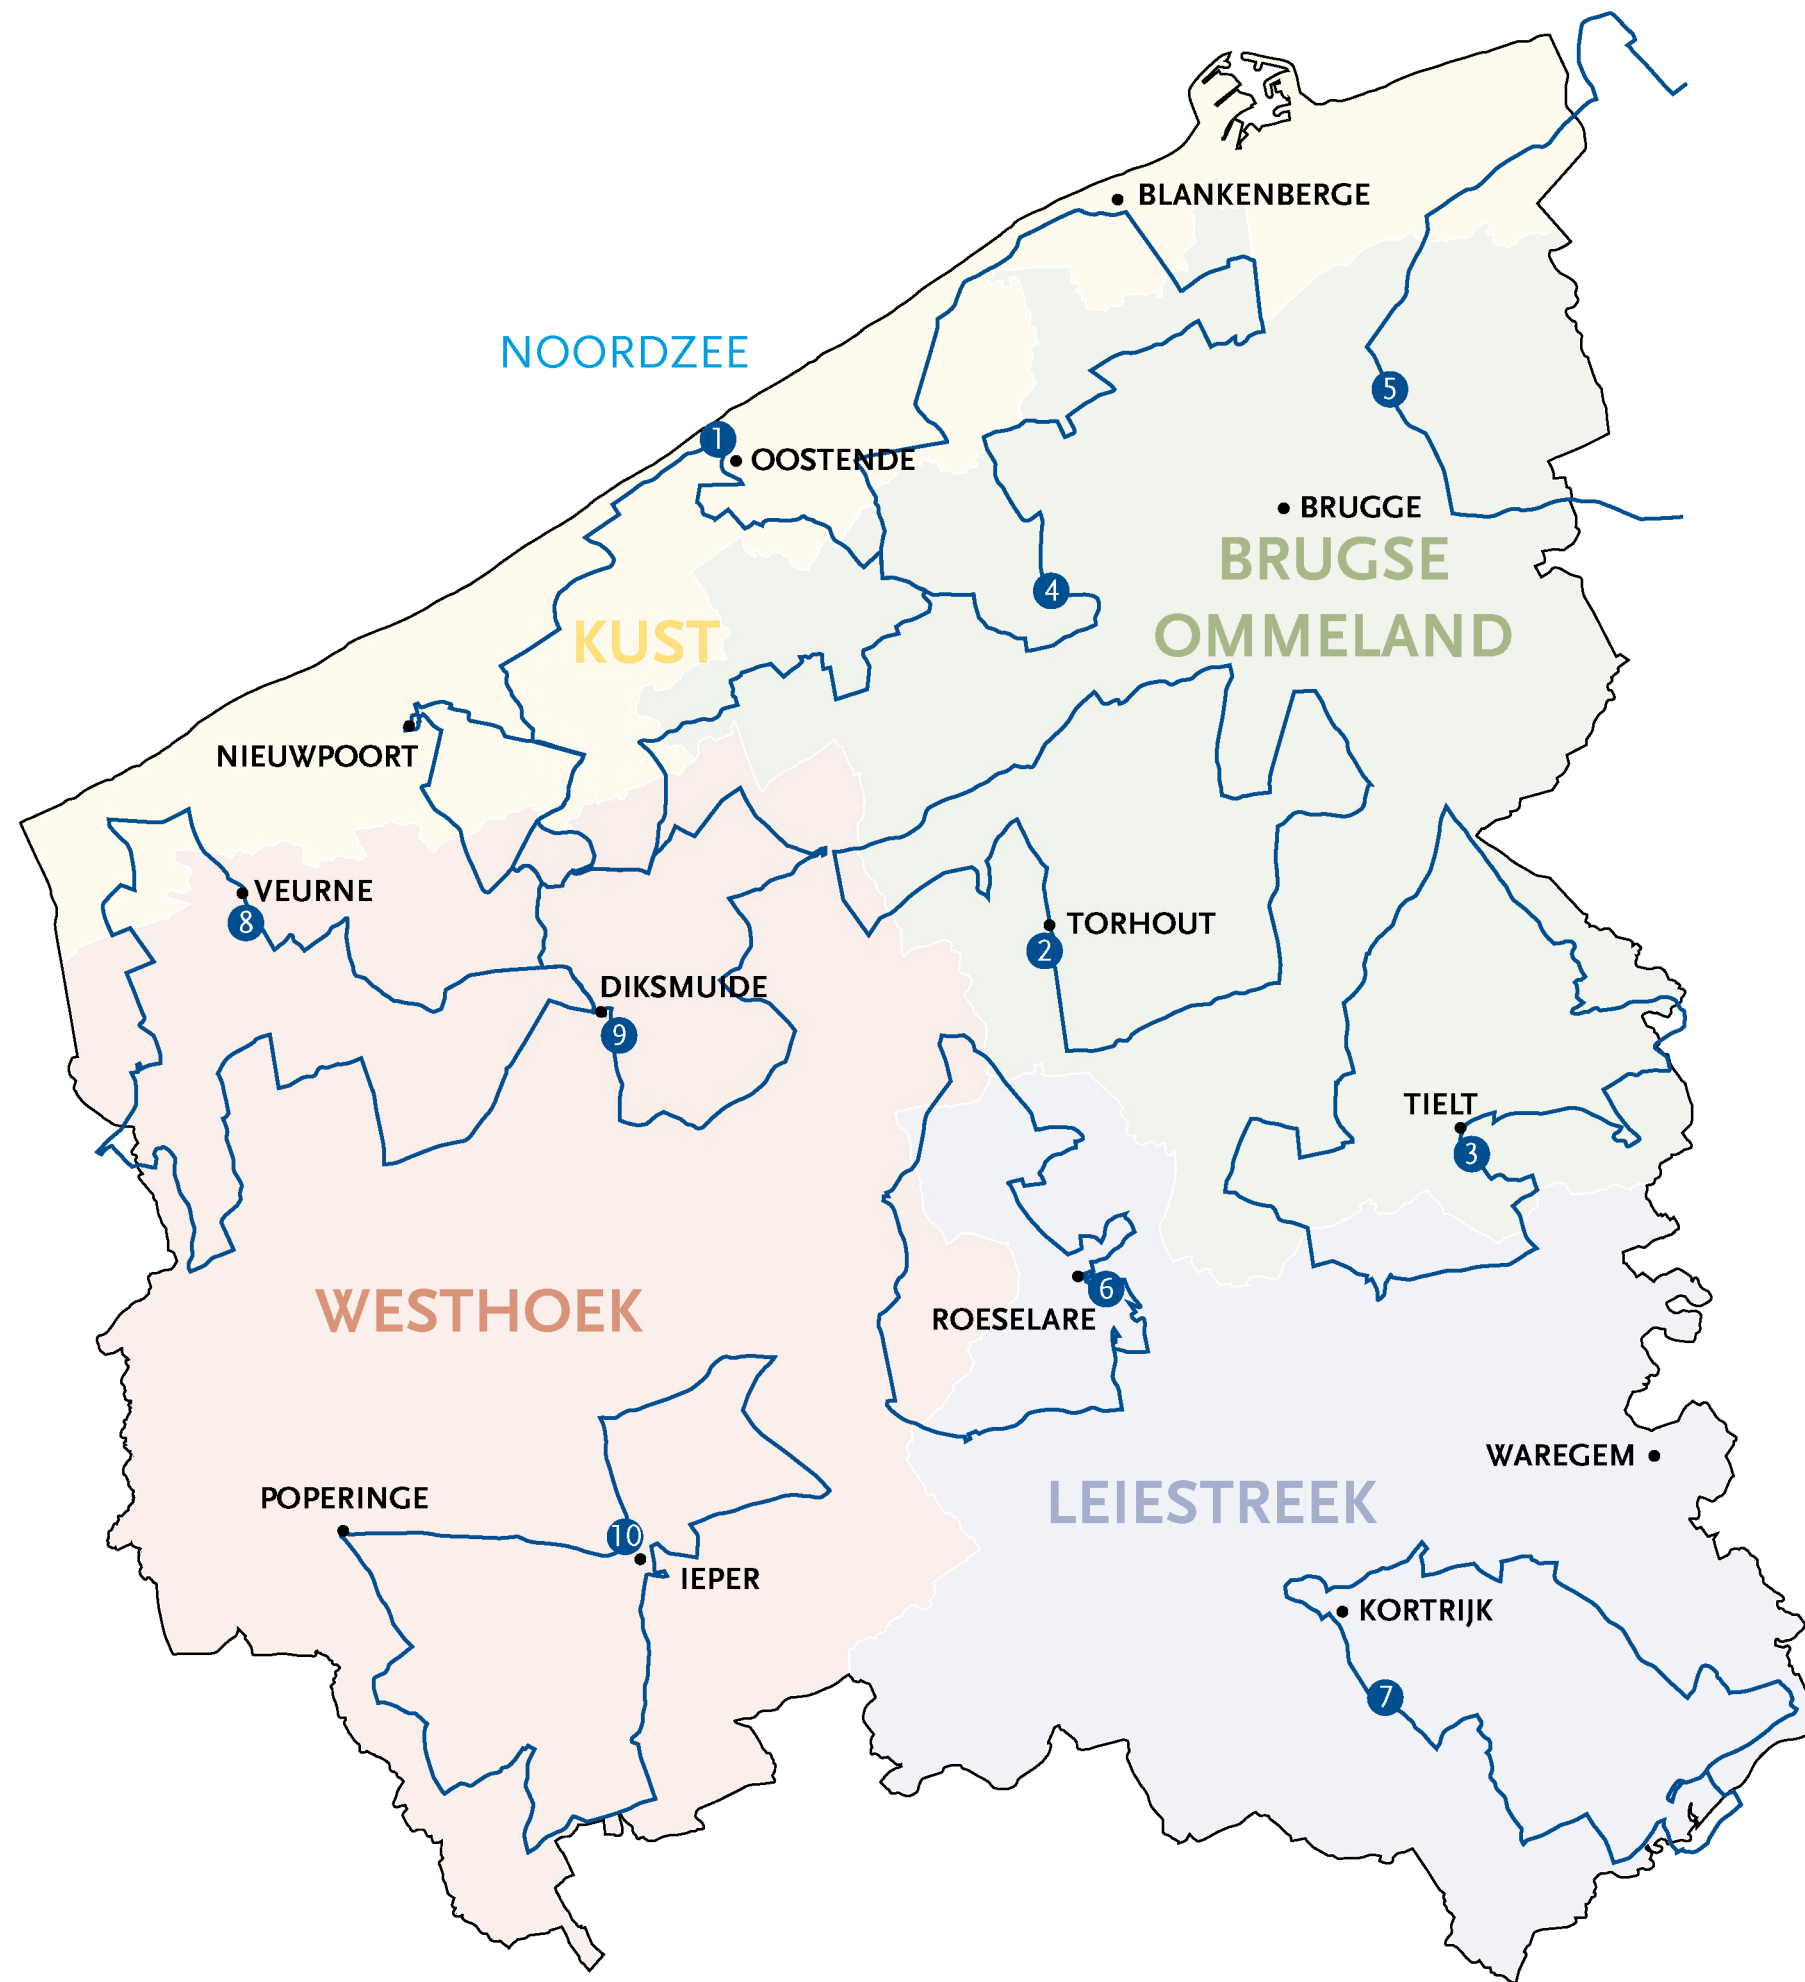 BLANKENBERGE
NOORDZEE
5
1
OOSTENDE
BRUGGE
BRUGSE
OMMELAND
4
KUST
NIEUWPOORT
VEURNE
8
TORHOUT
2
DIKSMUIDE
9
TIELT
3
6
ROESELARE
WESTHOEK
WAREGEM
LEIESTREEK
POPERINGE
10
IEPER
KORTRIJK
7